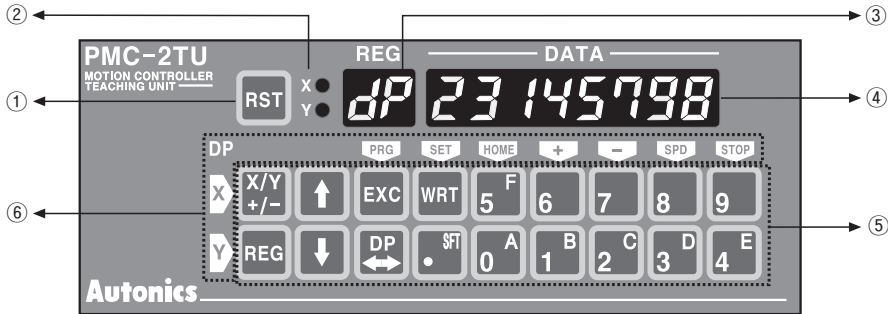 ② ③
PMC-2TU REG DATA
MOTION CONTROLLER
TEACHING UNIT
① RST X Y dP 23145798 ④
DP PRG SET HOME + - SPD STOP
X X/Y +/- ↑ EXC WRT 5 F 6 7 8 9
⑥ ⑤
Y REG ↓ DP ↔ • SFT 0 A 1 B 2 C 3 D 4 E
Autonics